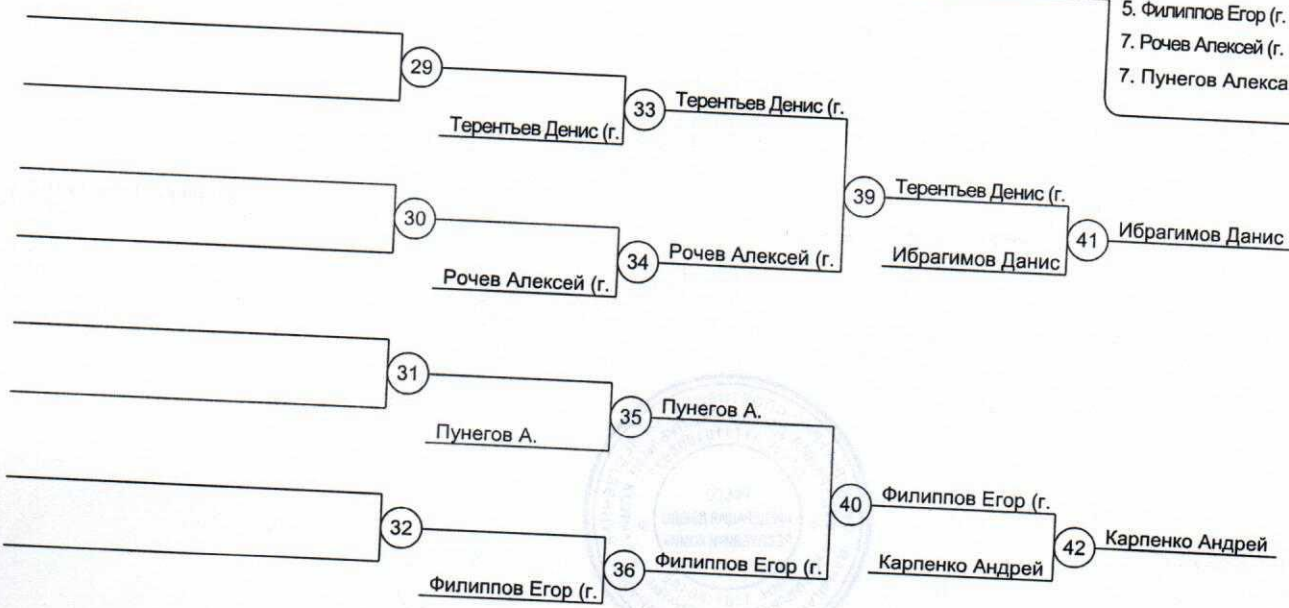 5. Филиппов Егор (г.
7. Рочев Алексей (г.
7. Пунегов Алекса
29
33
Терентьев Денис (г.
Терентьев Денис (г.
30
39
Терентьев Денис (г.
34
Рочев Алексей (г.
Рочев Алексей (г.
41
Ибрагимов Данис
Ибрагимов Данис
31
35
Пунегов А.
Пунегов А.
32
40
Филиппов Егор (г.
36
Филиппов Егор (г.
Филиппов Егор (г.
42
Карпенко Андрей
Карпенко Андрей